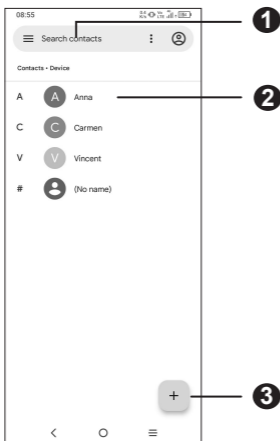 08:55
1
Search contacts
Contacts • Device
2
A A Anna
C C Carmen
V V Vincent
# (No name)
+
3